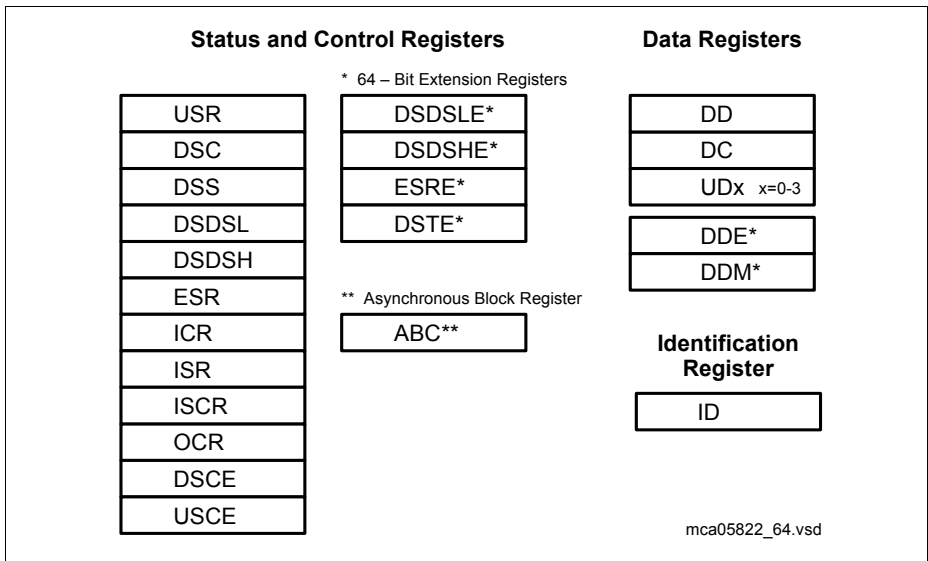 Status and Control Registers
* 64 – Bit Extension Registers
USR
DSC
DSS
DSDSL
DSDSH
ESR
ICR
ISR
ISCR
OCR
DSCE
USCE
DSDSLE*
DSDSHE*
ESRE*
DSTE*
** Asynchronous Block Register
ABC**
Data Registers
DD
DC
UDx x=0-3
DDE*
DDM*
Identification
Register
ID
mca05822_64.vsd